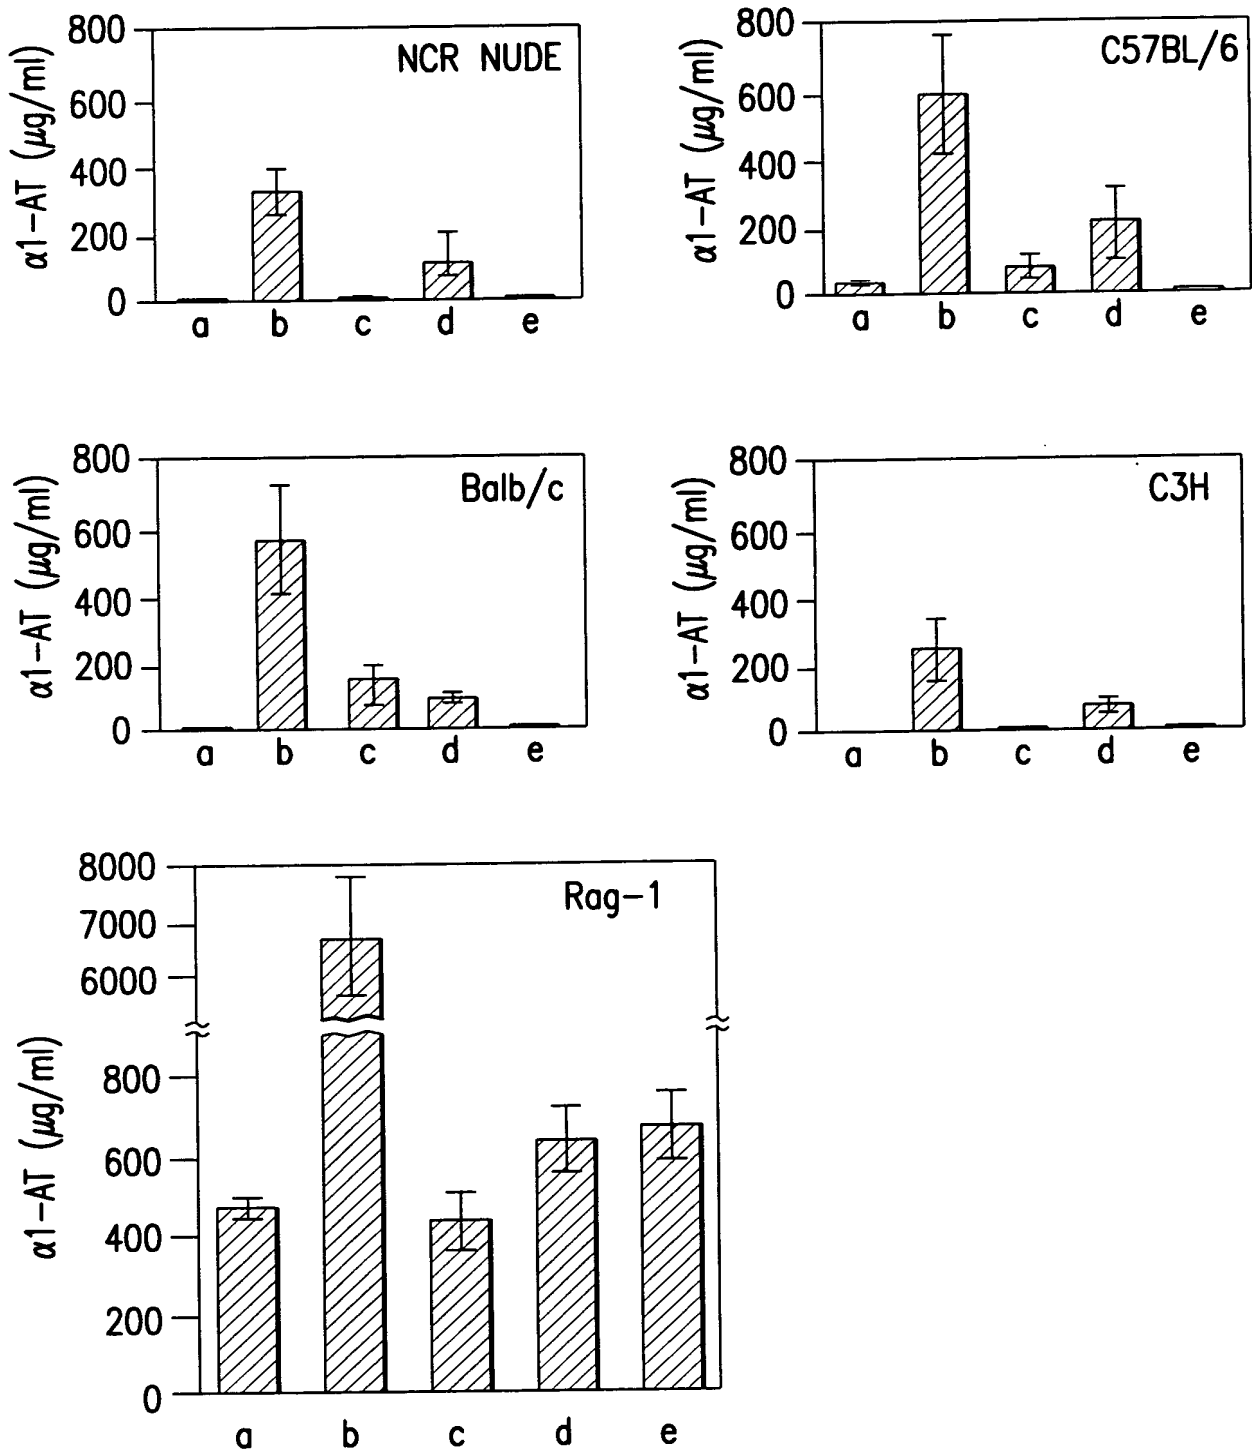 NCR NUDE
α1-AT (μg/ml)
800
600
400
200
0
a b c d e
C57BL/6
α1-AT (μg/ml)
800
600
400
200
0
a b c d e
Balb/c
α1-AT (μg/ml)
800
600
400
200
0
a b c d e
C3H
α1-AT (μg/ml)
800
600
400
200
0
a b c d e
Rag-1
α1-AT (μg/ml)
8000
7000
6000
800
600
400
200
0
a b c d e